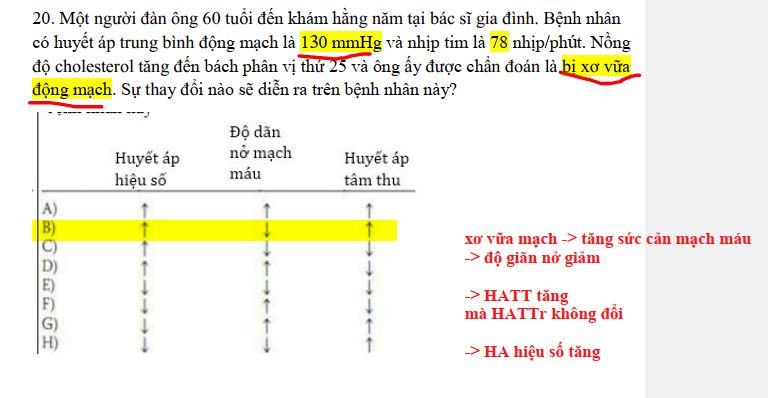 20. Một người đàn ông 60 tuổi đến khám hằng năm tại bác sĩ gia đình. Bệnh nhân
có huyết áp trung bình động mạch là 130 mmHg và nhịp tim là 78 nhịp/phút. Nồng
độ cholesterol tăng đến bách phân vị thứ 25 và ông ấy được chẩn đoán là bị xơ vữa
động mạch. Sự thay đổi nào sẽ diễn ra trên bệnh nhân này?
Huyết áp hiệu số Độ dãn nở mạch máu Huyết áp tâm thu
A) ↑ ↑ ↑
B) ↑ ↓ ↑
C) ↑ ↓ ↓
D) ↑ ↑ ↓
E) ↓ ↓ ↓
F) ↓ ↑ ↓
G) ↓ ↑ ↑
H) ↓ ↓ ↑
xơ vữa mạch -> tăng sức cản mạch máu
-> độ giãn nở giảm
-> HATT tăng
mà HATTr không đổi
-> HA hiệu số tăng